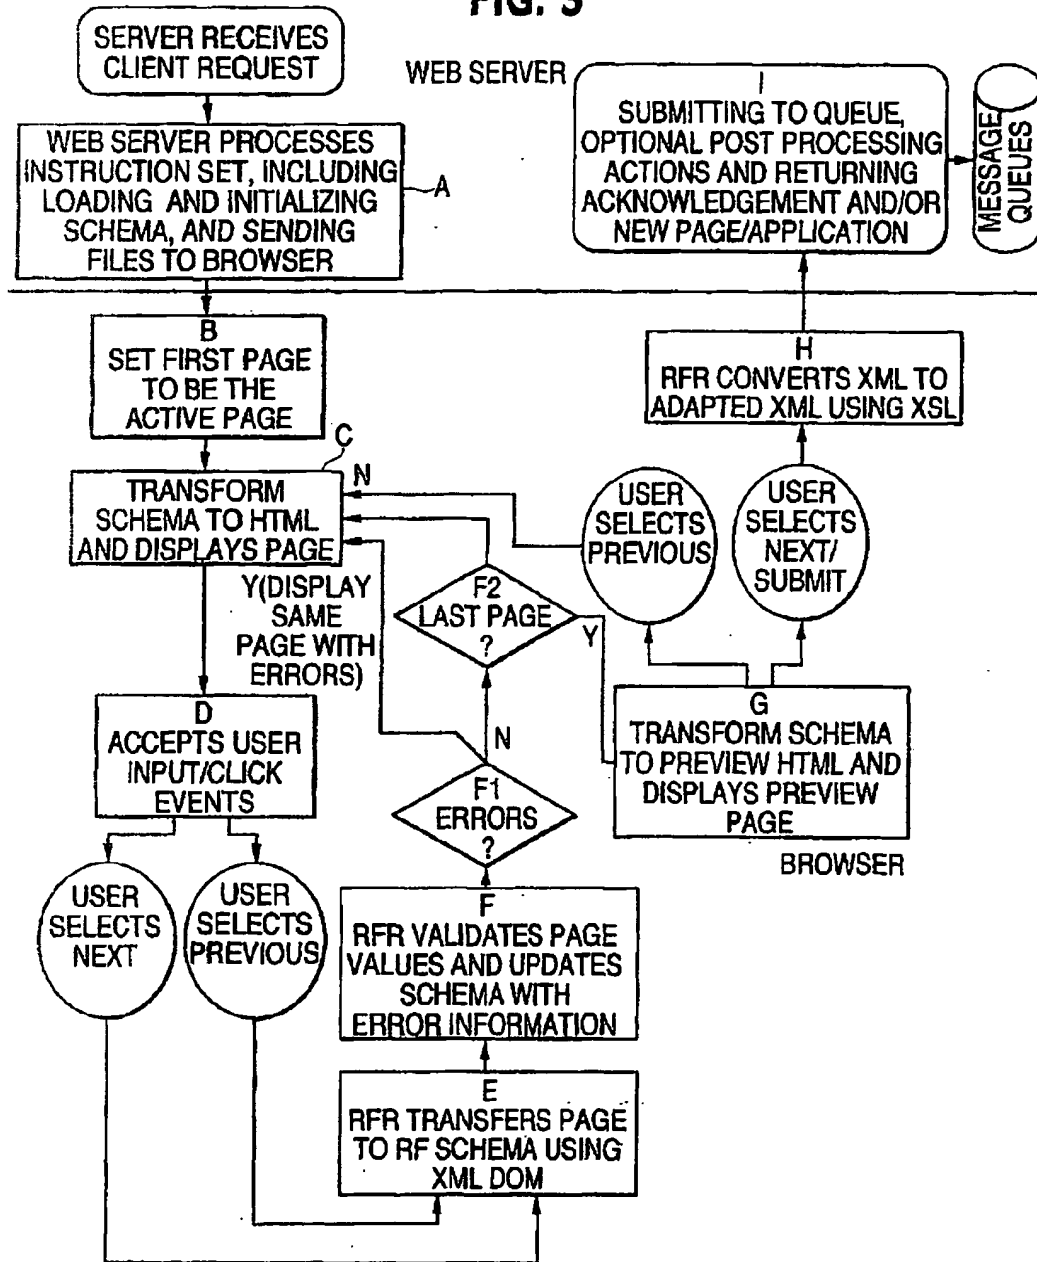 FIG. 3
SERVER RECEIVES
CLIENT REQUEST
WEB SERVER PROCESSES
INSTRUCTION SET, INCLUDING
LOADING AND INITIALIZING
SCHEMA, AND SENDING
FILES TO BROWSER
A
WEB SERVER
I
SUBMITTING TO QUEUE,
OPTIONAL POST PROCESSING
ACTIONS AND RETURNING
ACKNOWLEDGEMENT AND/OR
NEW PAGE/APPLICATION
MESSAGE
QUEUES
B
SET FIRST PAGE
TO BE THE
ACTIVE PAGE
H
RFR CONVERTS XML TO
ADAPTED XML USING XSL
C
TRANSFORM
SCHEMA TO HTML
AND DISPLAYS PAGE
N
USER
SELECTS
PREVIOUS
USER
SELECTS
NEXT/
SUBMIT
Y(DISPLAY
SAME
PAGE WITH
ERRORS)
F2
LAST PAGE
?
Y
D
ACCEPTS USER
INPUT/CLICK
EVENTS
N
G
TRANSFORM SCHEMA
TO PREVIEW HTML AND
DISPLAYS PREVIEW
PAGE
F1
ERRORS
?
BROWSER
USER
SELECTS
NEXT
USER
SELECTS
PREVIOUS
F
RFR VALIDATES PAGE
VALUES AND UPDATES
SCHEMA WITH
ERROR INFORMATION
E
RFR TRANSFERS PAGE
TO RF SCHEMA USING
XML DOM